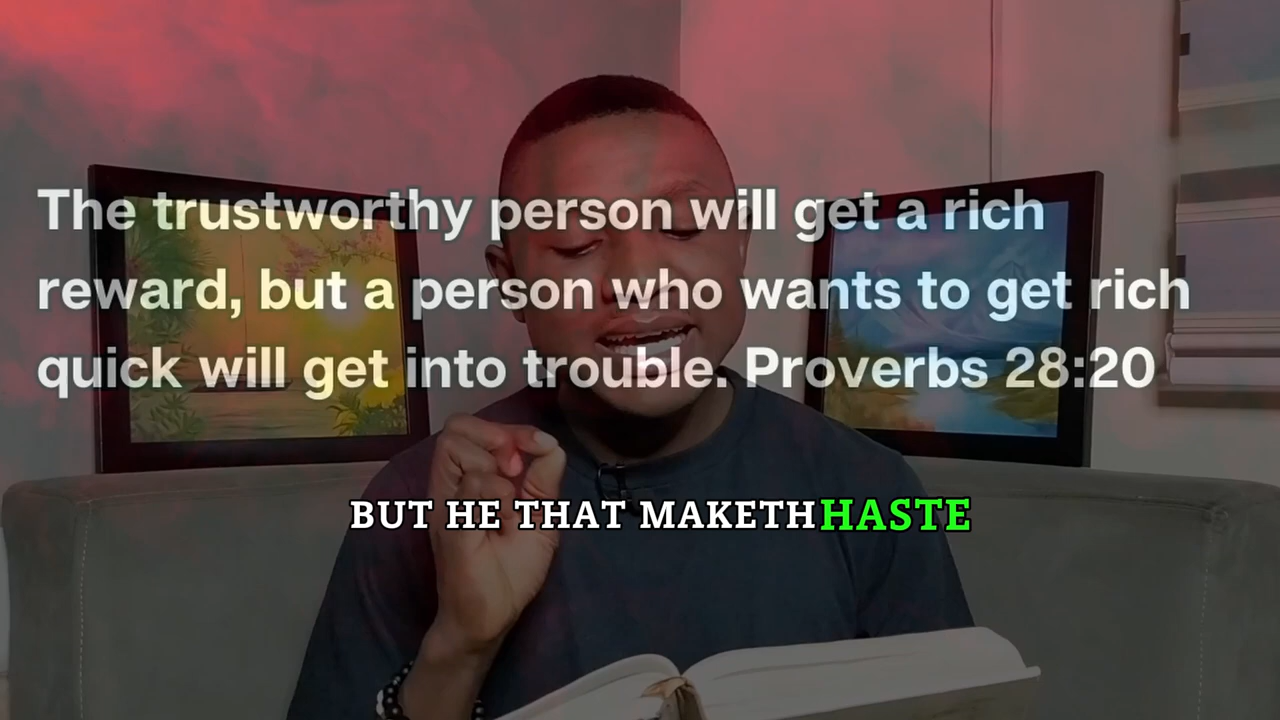 The trustworthy person will get a rich
reward, but a person who wants to get rich
quick will get into trouble. Proverbs 28:20
BUT HE THAT MAKETH HASTE